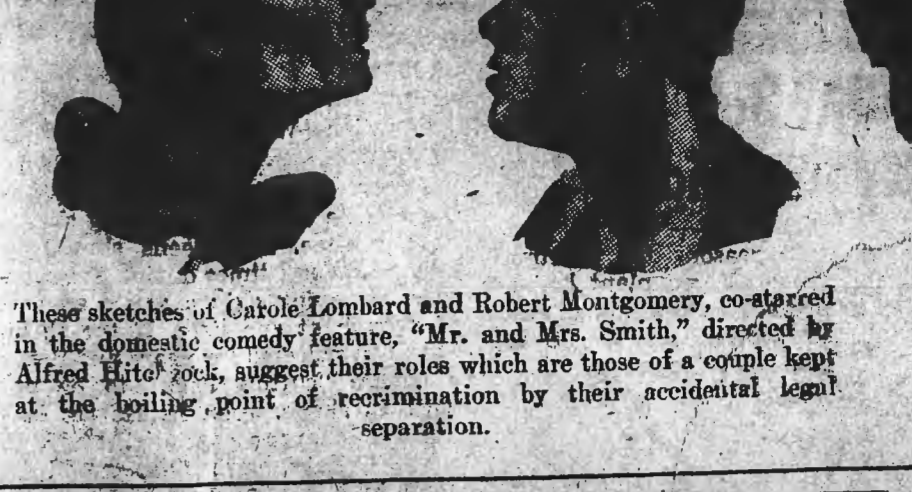 These sketches of Carole Lombard and Robert Montgomery, co-starred
in the domestic comedy feature, “Mr. and Mrs. Smith,” directed by
Alfred Hitchcock, suggest their roles which are those of a couple kept
at the boiling point of recrimination by their accidental legal
separation.